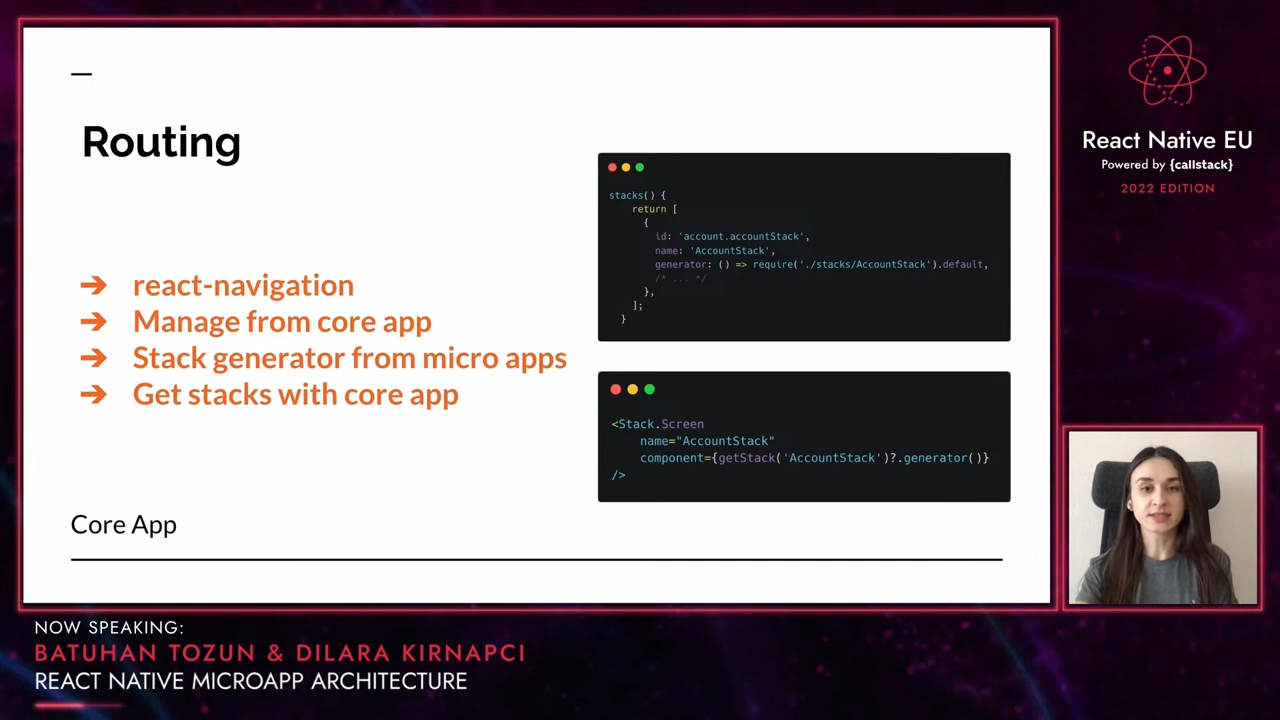 Routing
➔ react-navigation
➔ Manage from core app
➔ Stack generator from micro apps
➔ Get stacks with core app
stacks() {
return [
{
id: 'account.accountStack',
name: 'AccountStack',
generator: () => require('./stacks/AccountStack').default,
/* ... */
},
];
}
<Stack.Screen
name="AccountStack"
component={getStack('AccountStack')?.generator()}
/>
Core App
React Native EU
Powered by {callstack}
2022 EDITION
NOW SPEAKING:
BATUHAN TOZUN & DILARA KIRNAPCI
REACT NATIVE MICROAPP ARCHITECTURE